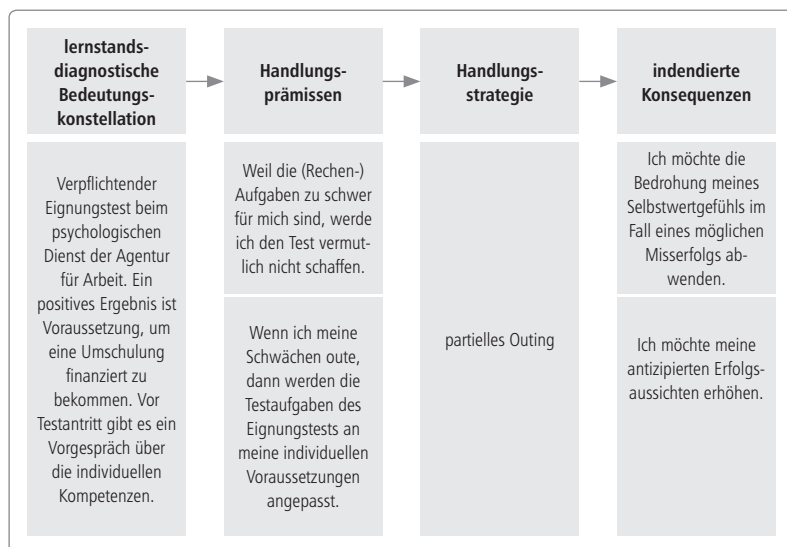 lernstands-
diagnostische
Bedeutungs-
konstellation
Handlungs-
prämissen
Handlungs-
strategie
indendierte
Konsequenzen
Verpflichtender
Eignungstest beim
psychologischen
Dienst der Agentur
für Arbeit. Ein
positives Ergebnis ist
Voraussetzung, um
eine Umschulung
finanziert zu
bekommen. Vor
Testantritt gibt es ein
Vorgespräch über
die individuellen
Kompetenzen.
Weil die (Rechen-)
Aufgaben zu schwer
für mich sind, werde
ich den Test vermut-
lich nicht schaffen.
Wenn ich meine
Schwächen oute,
dann werden die
Testaufgaben des
Eignungstests an
meine individuellen
Voraussetzungen
angepasst.
partielles Outing
Ich möchte die
Bedrohung meines
Selbstwertgefühls im
Fall eines möglichen
Misserfolgs ab-
wenden.
Ich möchte meine
antizipierten Erfolgs-
aussichten erhöhen.